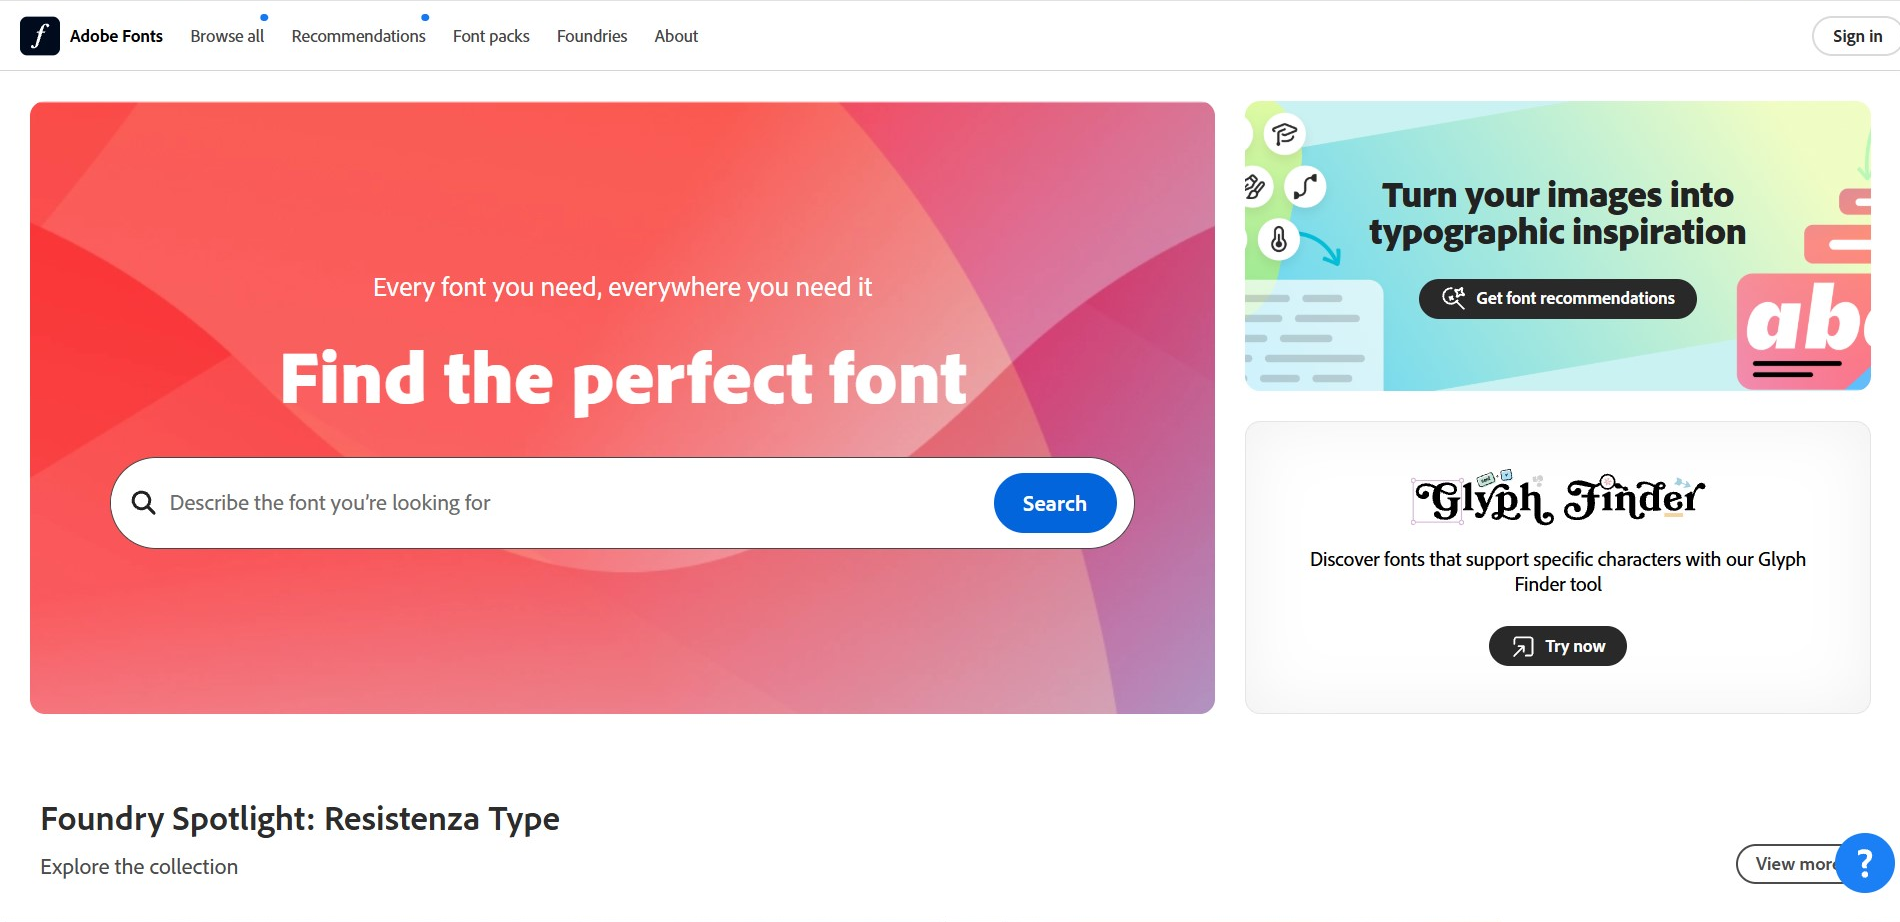 f Adobe Fonts Browse all Recommendations Font packs Foundries About Sign in
Every font you need, everywhere you need it
Find the perfect font
Describe the font you’re looking for
Search
Turn your images into
typographic inspiration
Get font recommendations
ab
Glyph Finder
Discover fonts that support specific characters with our Glyph
Finder tool
Try now
Foundry Spotlight: Resistenza Type
Explore the collection
View more
?